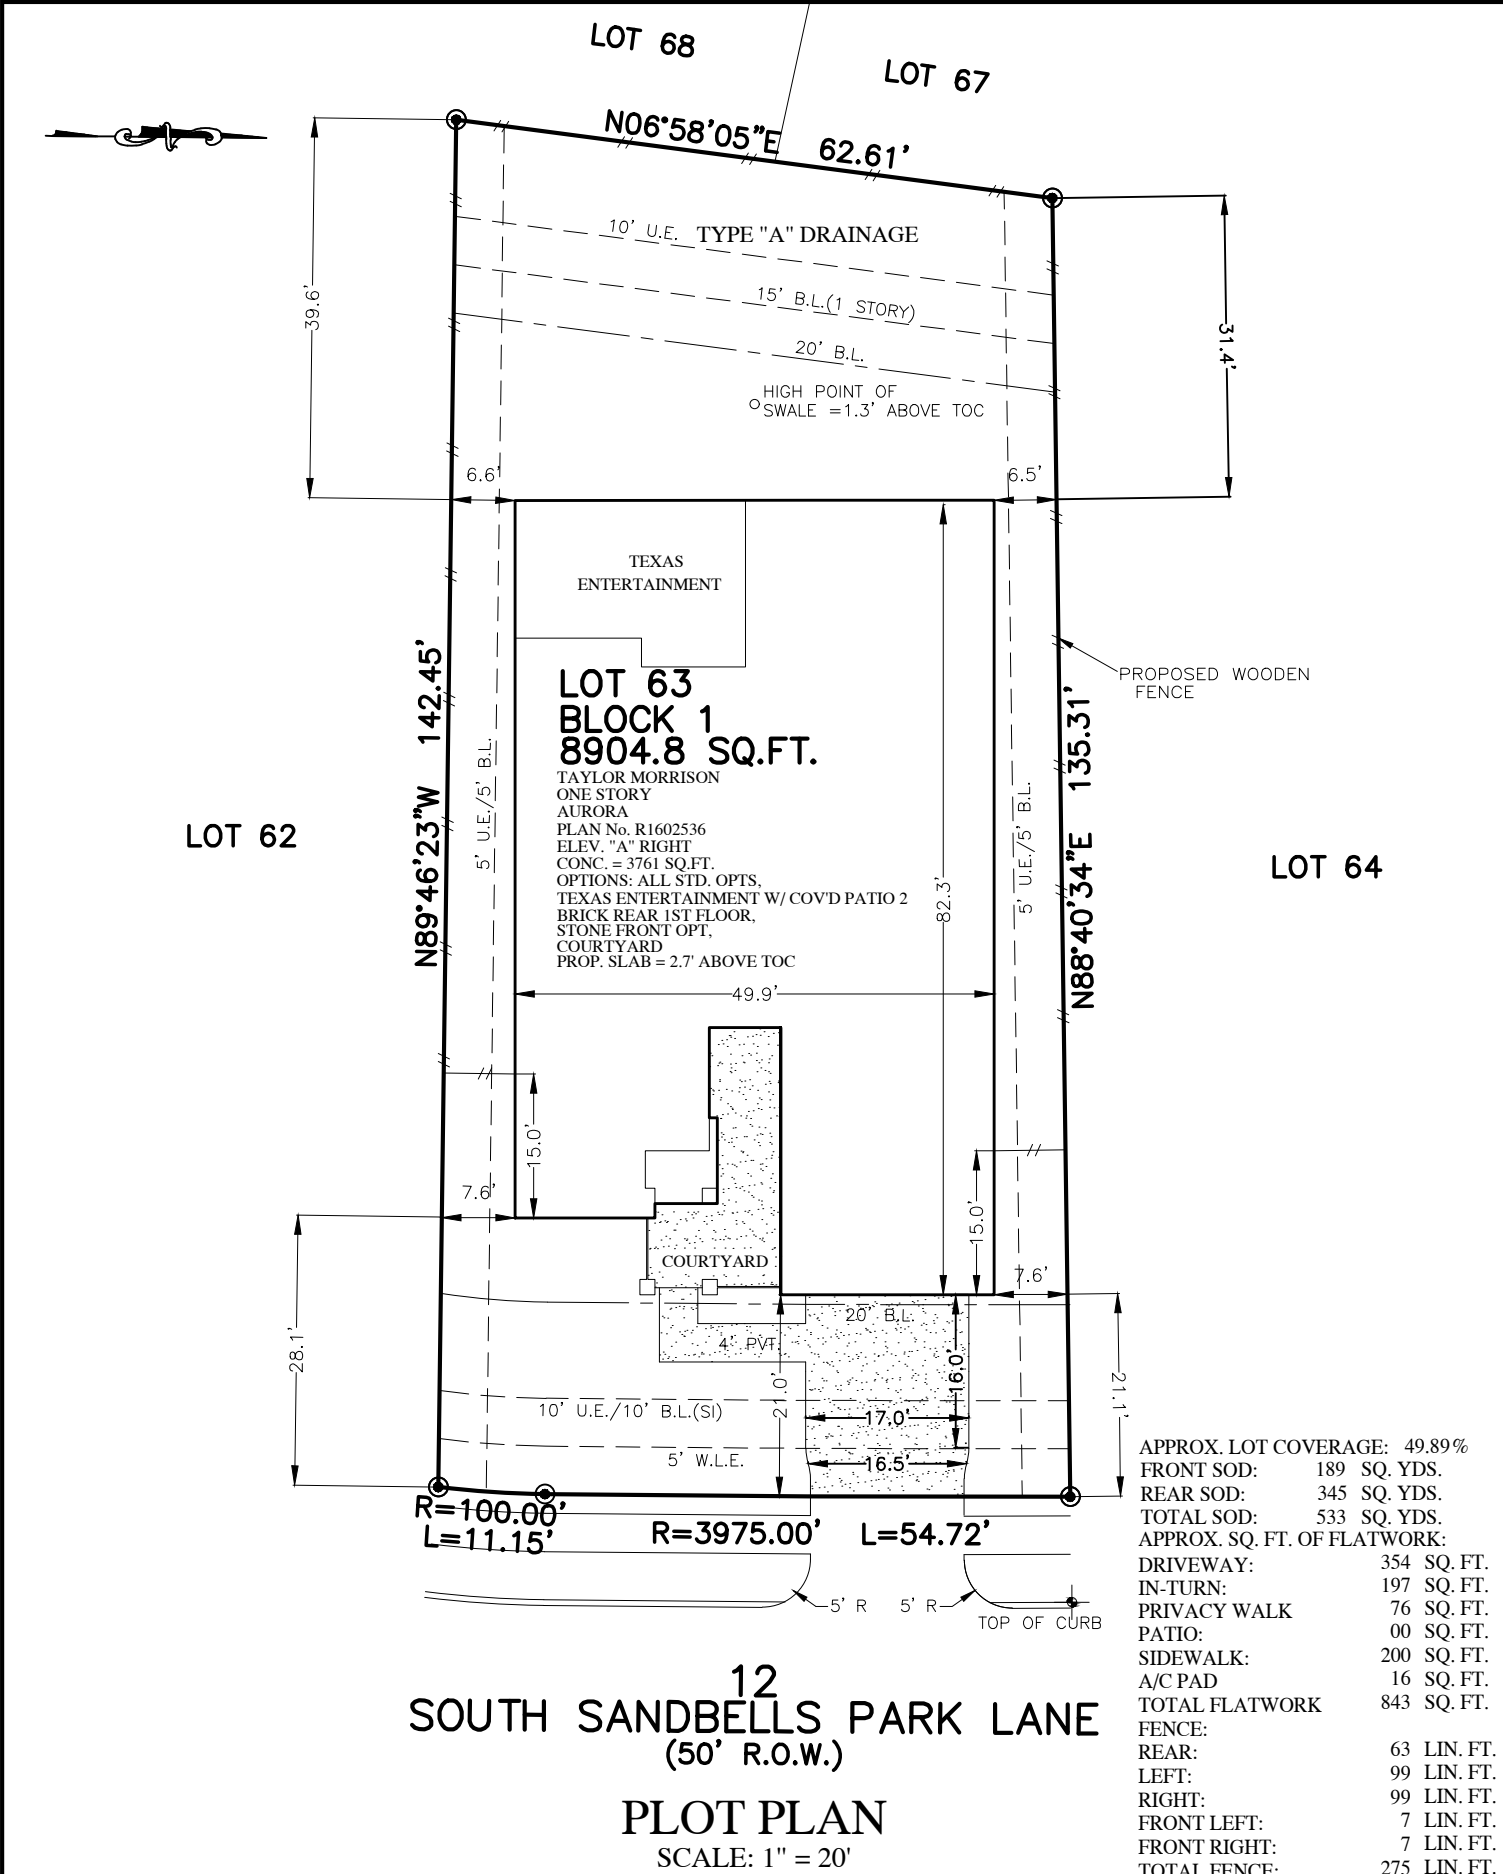 LOT 68
LOT 67
N06°58'05"E 62.61'
10' U.E. TYPE "A" DRAINAGE
15' B.L.(1 STORY)
20' B.L.
HIGH POINT OF
SWALE =1.3' ABOVE TOC
39.6'
31.4'
6.6'
6.5'
TEXAS
ENTERTAINMENT
PROPOSED WOODEN
FENCE
LOT 63
BLOCK 1
8904.8 SQ.FT.
TAYLOR MORRISON
ONE STORY
AURORA
PLAN No. R1602536
ELEV. "A" RIGHT
CONC. = 3761 SQ.FT.
OPTIONS: ALL STD. OPTS,
TEXAS ENTERTAINMENT W/ COV'D PATIO 2
BRICK REAR 1ST FLOOR,
STONE FRONT OPT,
COURTYARD
PROP. SLAB = 2.7' ABOVE TOC
LOT 62
N89°46'23"W 142.45'
5' U.E./5' B.L.
82.3'
5' U.E./5' B.L.
N88°40'34"E 135.31'
LOT 64
49.9'
15.0'
7.6'
15.0'
7.6'
COURTYARD
20' B.L.
4' PVT.
28.1'
21.0'
16.0'
21.1'
10' U.E./10' B.L.(SI)
17.0'
5' W.L.E.
16.5'
R=100.00'
L=11.15'
R=3975.00' L=54.72'
5' R 5' R
TOP OF CURB
12
SOUTH SANDBELLS PARK LANE
(50' R.O.W.)
PLOT PLAN
SCALE: 1" = 20'
APPROX. LOT COVERAGE: 49.89%
FRONT SOD: 189 SQ. YDS.
REAR SOD: 345 SQ. YDS.
TOTAL SOD: 533 SQ. YDS.
APPROX. SQ. FT. OF FLATWORK:
DRIVEWAY: 354 SQ. FT.
IN-TURN: 197 SQ. FT.
PRIVACY WALK 76 SQ. FT.
PATIO: 00 SQ. FT.
SIDEWALK: 200 SQ. FT.
A/C PAD 16 SQ. FT.
TOTAL FLATWORK 843 SQ. FT.
FENCE:
REAR: 63 LIN. FT.
LEFT: 99 LIN. FT.
RIGHT: 99 LIN. FT.
FRONT LEFT: 7 LIN. FT.
FRONT RIGHT: 7 LIN. FT.
TOTAL FENCE: 275 LIN. FT.